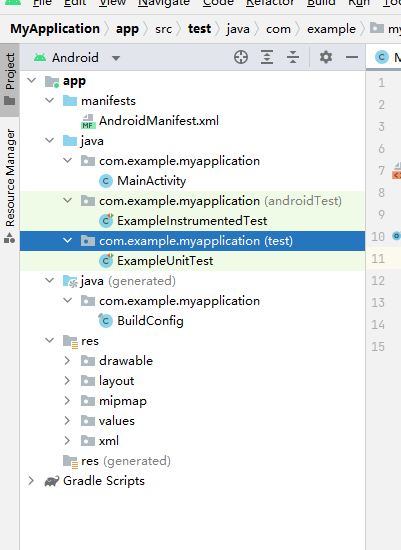 File Edit View Navigate Code Refactor Build Run
MyApplication app src test java com example my
Project
Resource Manager
Android
M
app
manifests
AndroidManifest.xml
java
com.example.myapplication
MainActivity
com.example.myapplication (androidTest)
ExampleInstrumentedTest
com.example.myapplication (test)
ExampleUnitTest
java (generated)
com.example.myapplication
BuildConfig
res
drawable
layout
mipmap
values
xml
res (generated)
Gradle Scripts
1
2
3
6
7
8
9
10
11
12
13
14
15